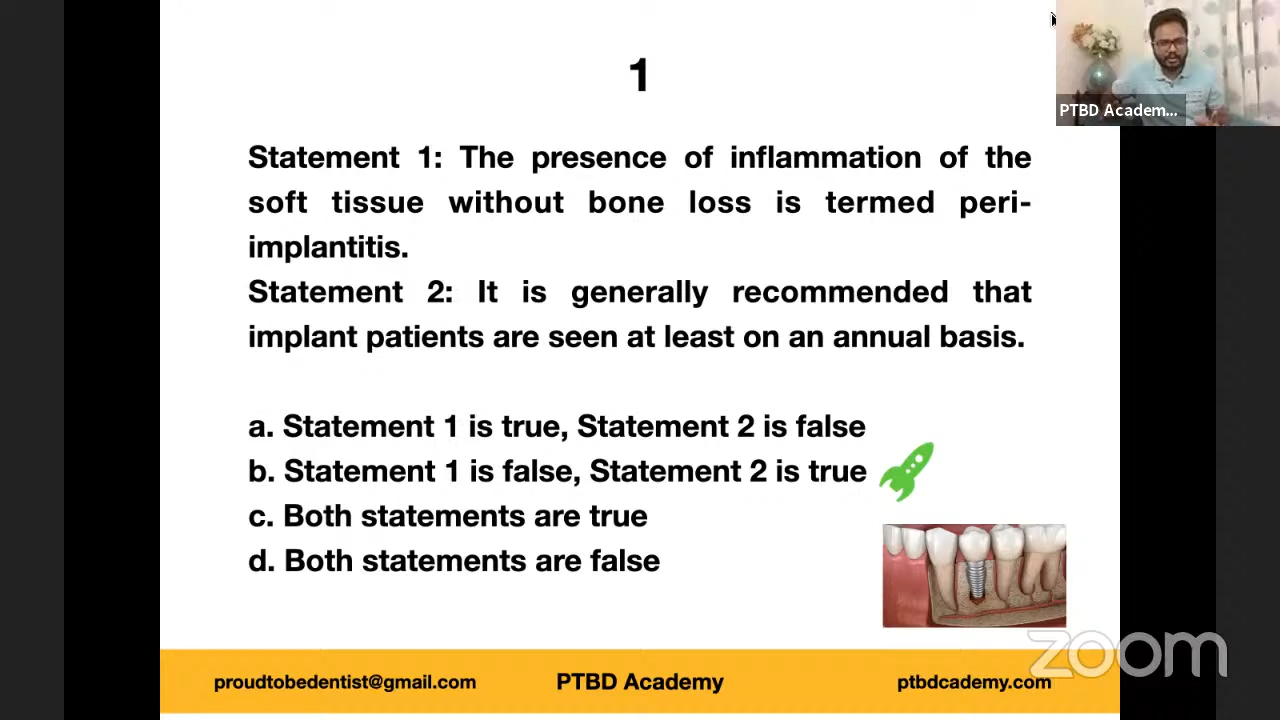 1
PTBD Academ...
Statement 1: The presence of inflammation of the
soft tissue without bone loss is termed peri-
implantitis.
Statement 2: It is generally recommended that
implant patients are seen at least on an annual basis.
a. Statement 1 is true, Statement 2 is false
b. Statement 1 is false, Statement 2 is true
c. Both statements are true
d. Both statements are false
zoom
proudtobedentist@gmail.com
PTBD Academy
ptbdcademy.com